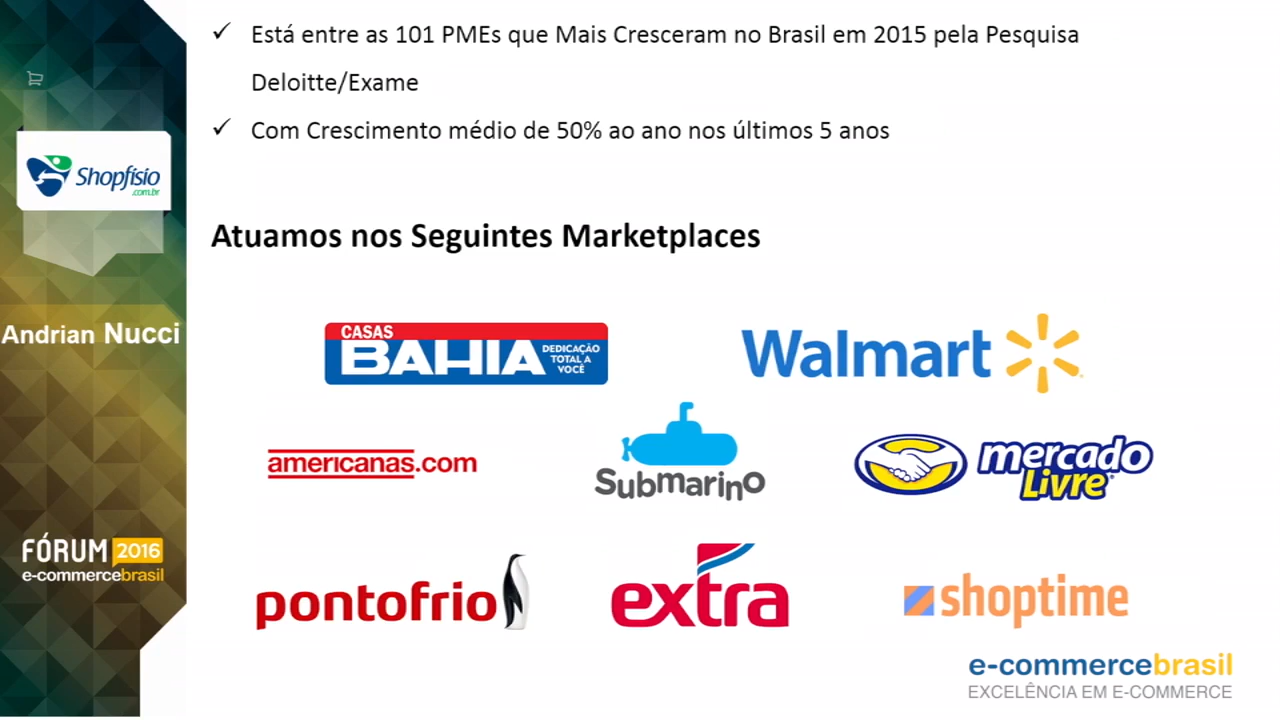 ✓ Está entre as 101 PMEs que Mais Cresceram no Brasil em 2015 pela Pesquisa
Deloitte/Exame
✓ Com Crescimento médio de 50% ao ano nos últimos 5 anos
Shopfisio
.com.br
Atuamos nos Seguintes Marketplaces
Andrian Nucci
CASAS
BAHIA
DEDICAÇÃO
TOTAL A
VOCÊ
Walmart
americanas.com
Submarino
mercado
Livre
FÓRUM 2016
e-commercebrasil
pontofrio
extra
shoptime
e-commercebrasil
EXCELÊNCIA EM E-COMMERCE